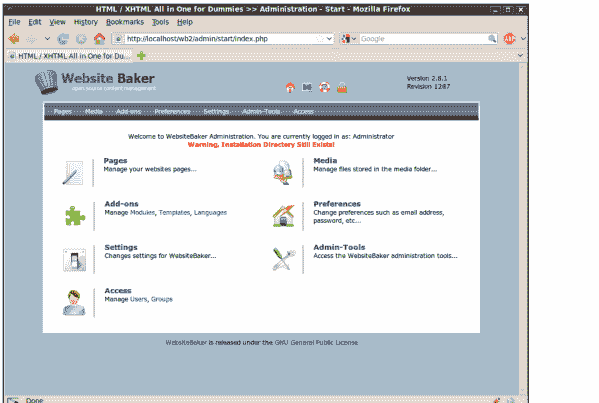 HTML / XHTML All in One for Dummies >> Administration - Start - Mozilla Firefox
File Edit View History Bookmarks Tools Help
http://localhost/wb2/admin/start/index.php Google
HTML / XHTML All in One for Du...
Website Baker
open source content management
Version 2.8.1
Revision 1287
Pages Media Add-ons Preferences Settings Admin-Tools Access
Welcome to WebsiteBaker Administration. You are currently logged in as: Administrator
Warning, Installation Directory Still Exists!
Pages
Manage your websites pages...
Media
Manage files stored in the media folder...
Add-ons
Manage Modules, Templates, Languages
Preferences
Change preferences such as email address,
password, etc...
Settings
Changes settings for WebsiteBaker...
Admin-Tools
Access the WebsiteBaker administration tools...
Access
Manage Users, Groups
WebsiteBaker is released under the GNU General Public License
Done